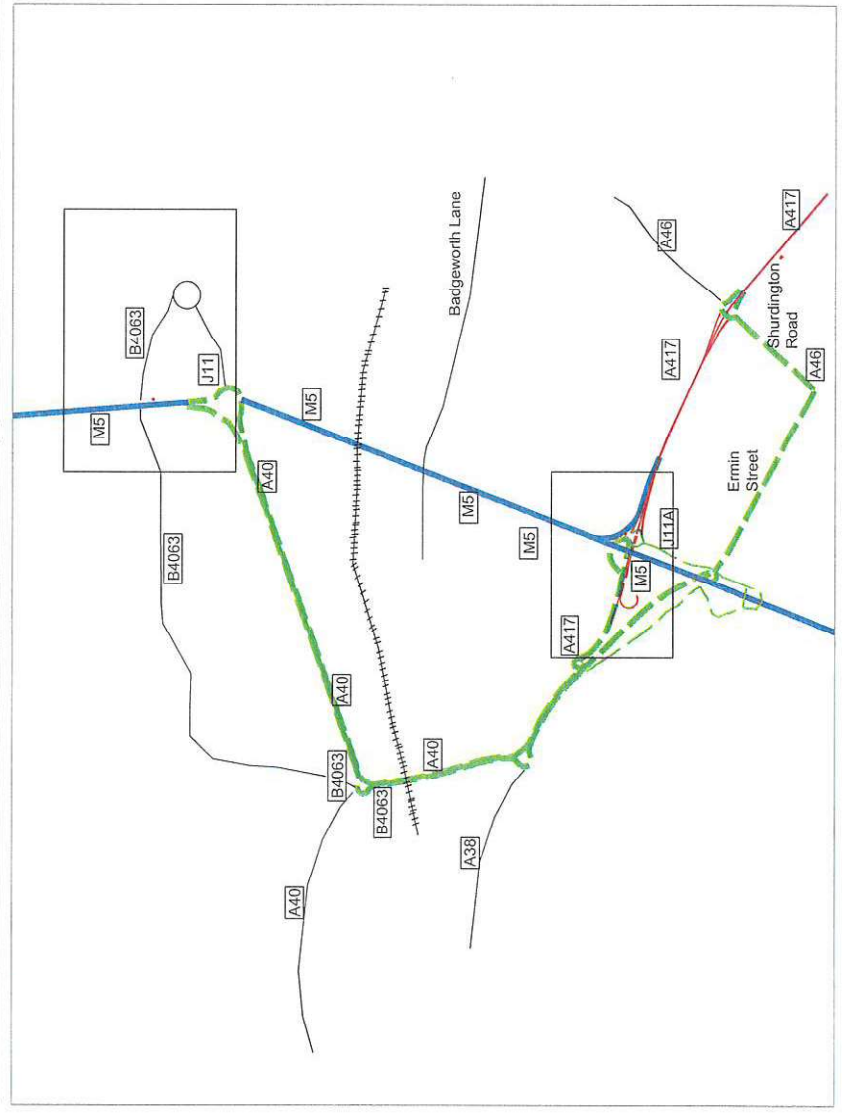 B4063
M5
J11
M5
A40
B4063
M5
Badgeworth Lane
A40
B4063
B4063
A40
A40
A38
M5
A46
A417
Shurdington
Road
A417
J11A
M5
A417
Ermin
Street
A46